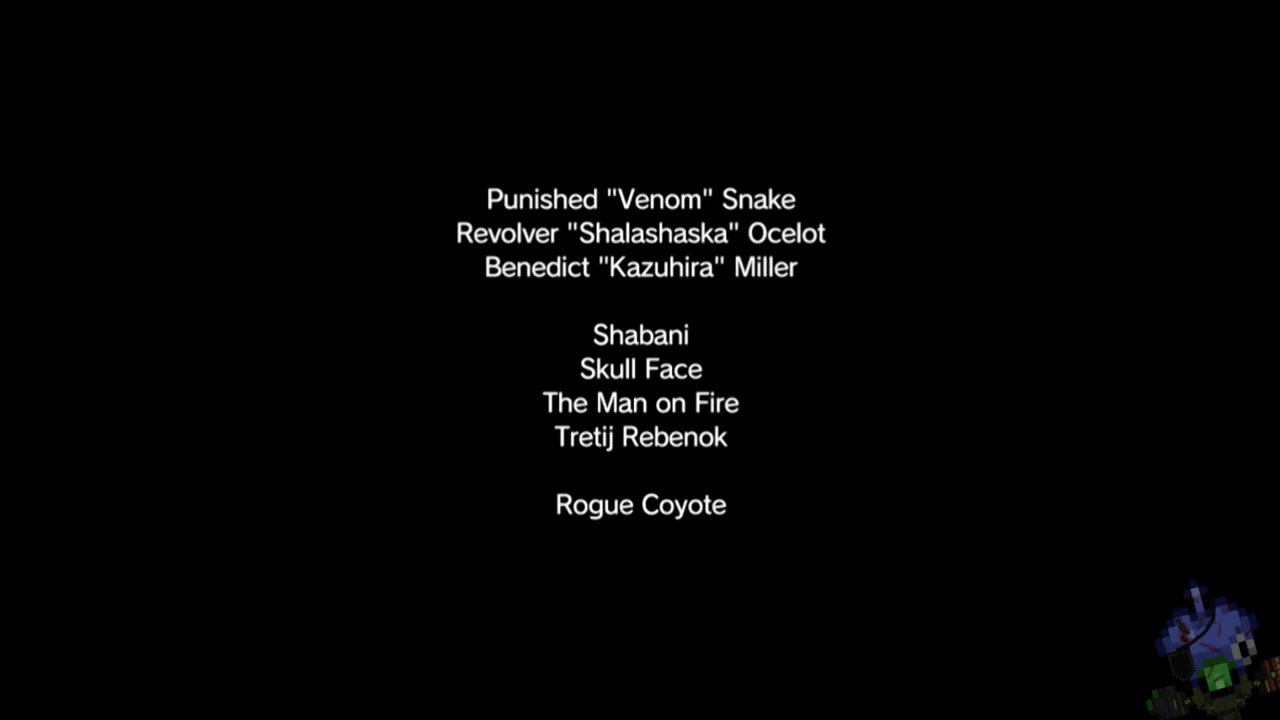 Punished "Venom" Snake
Revolver "Shalashaska" Ocelot
Benedict "Kazuhira" Miller
Shabani
Skull Face
The Man on Fire
Tretij Rebenok
Rogue Coyote